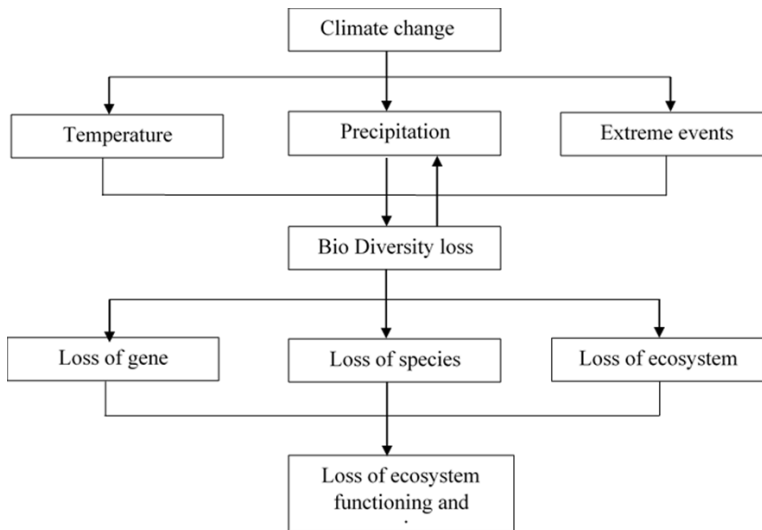 Climate change
Temperature
Precipitation
Extreme events
Bio Diversity loss
Loss of gene
Loss of species
Loss of ecosystem
Loss of ecosystem
functioning and